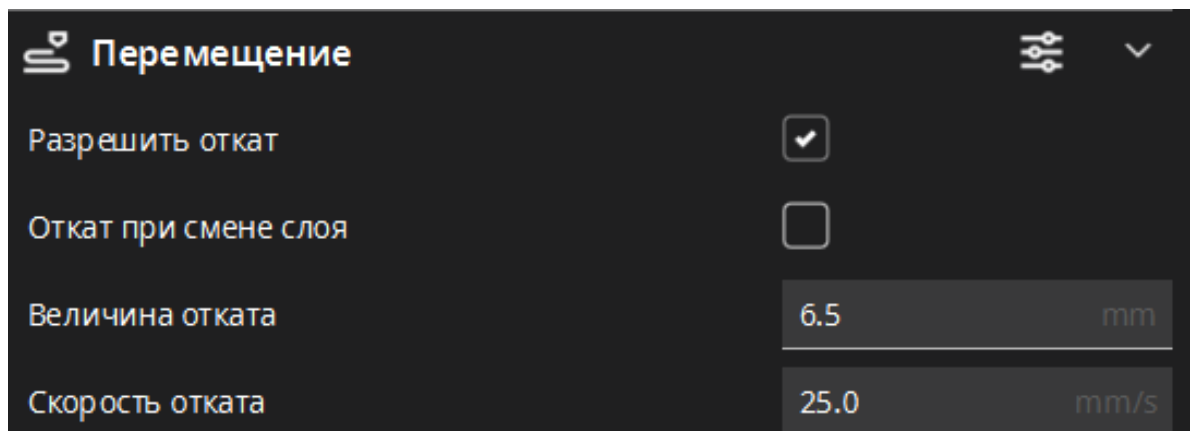 Перемещение
Разрешить откат
Откат при смене слоя
Величина отката 6.5 mm
Скорость отката 25.0 mm/s